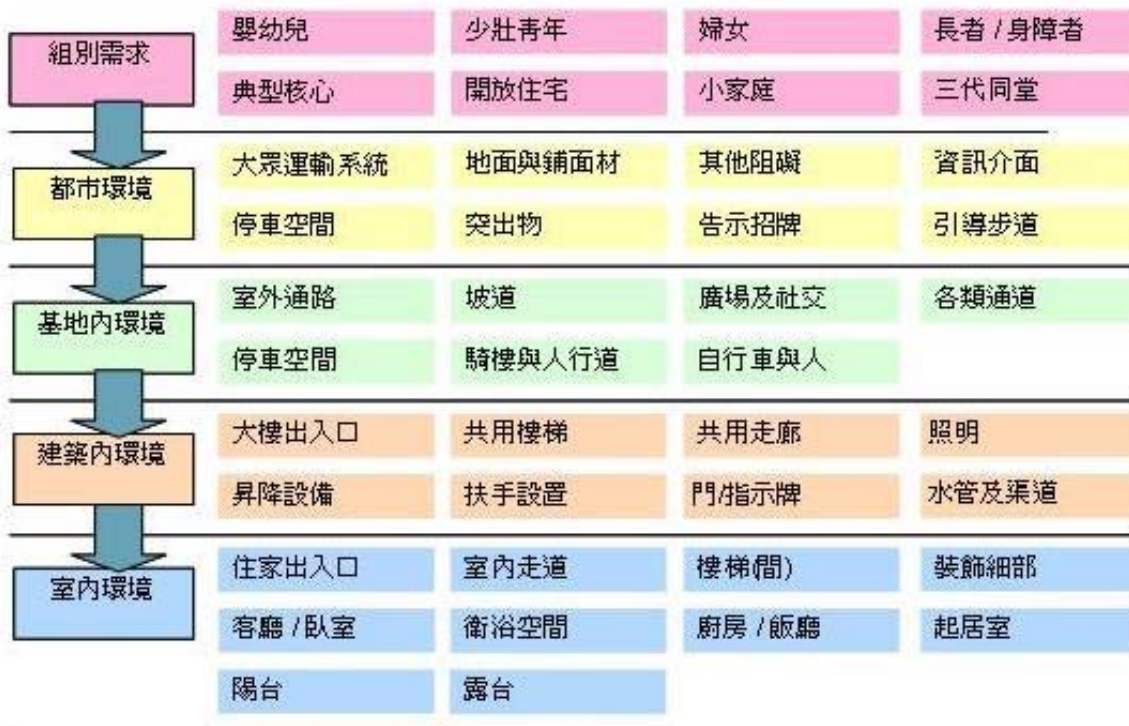 組別需求
嬰幼兒 少壯青年 婦女 長者 / 身障者
典型核心 開放住宅 小家庭 三代同堂
都市環境
大眾運輸系統 地面與鋪面材 其他阻礙 資訊介面
停車空間 突出物 告示招牌 引導步道
基地內環境
室外通路 坡道 廣場及社交 各類通道
停車空間 騎樓與人行道 自行車與人
建築內環境
大樓出入口 共用樓梯 共用走廊 照明
昇降設備 扶手設置 門/指示牌 水管及渠道
室內環境
住家出入口 室內走道 樓梯(間) 裝飾細部
客廳 / 臥室 衛浴空間 廚房 / 飯廳 起居室
陽台 露台